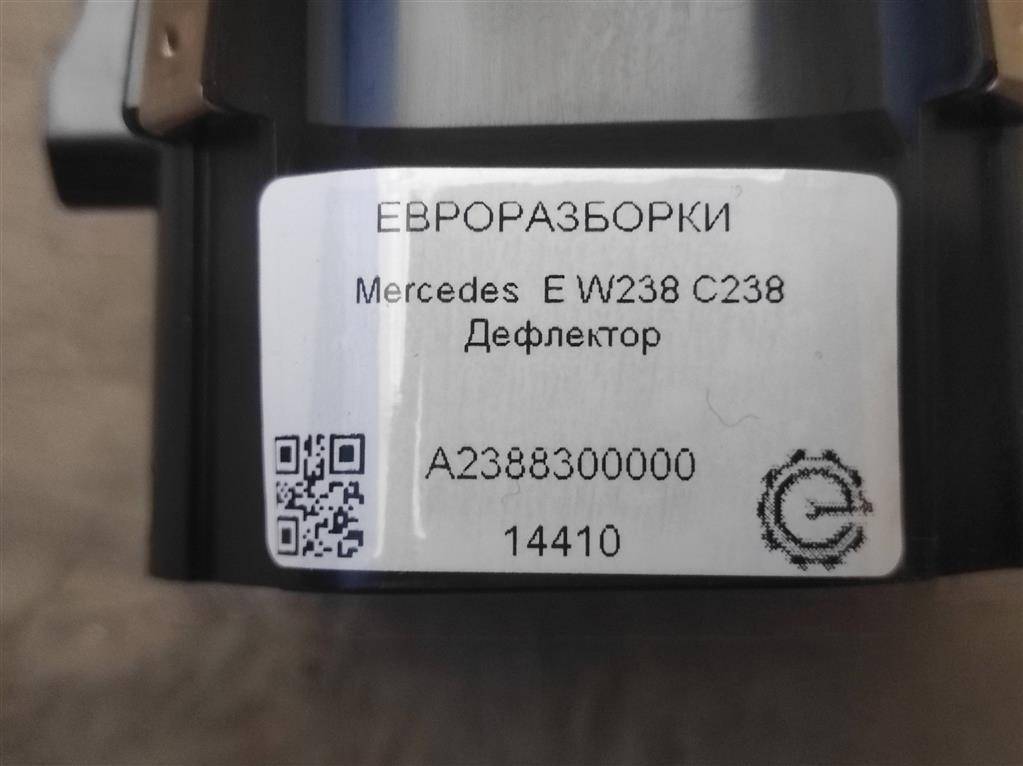 ЕВРОРАЗБОРКИ
Mercedes E W238 C238
Дефлектор
A2388300000
14410